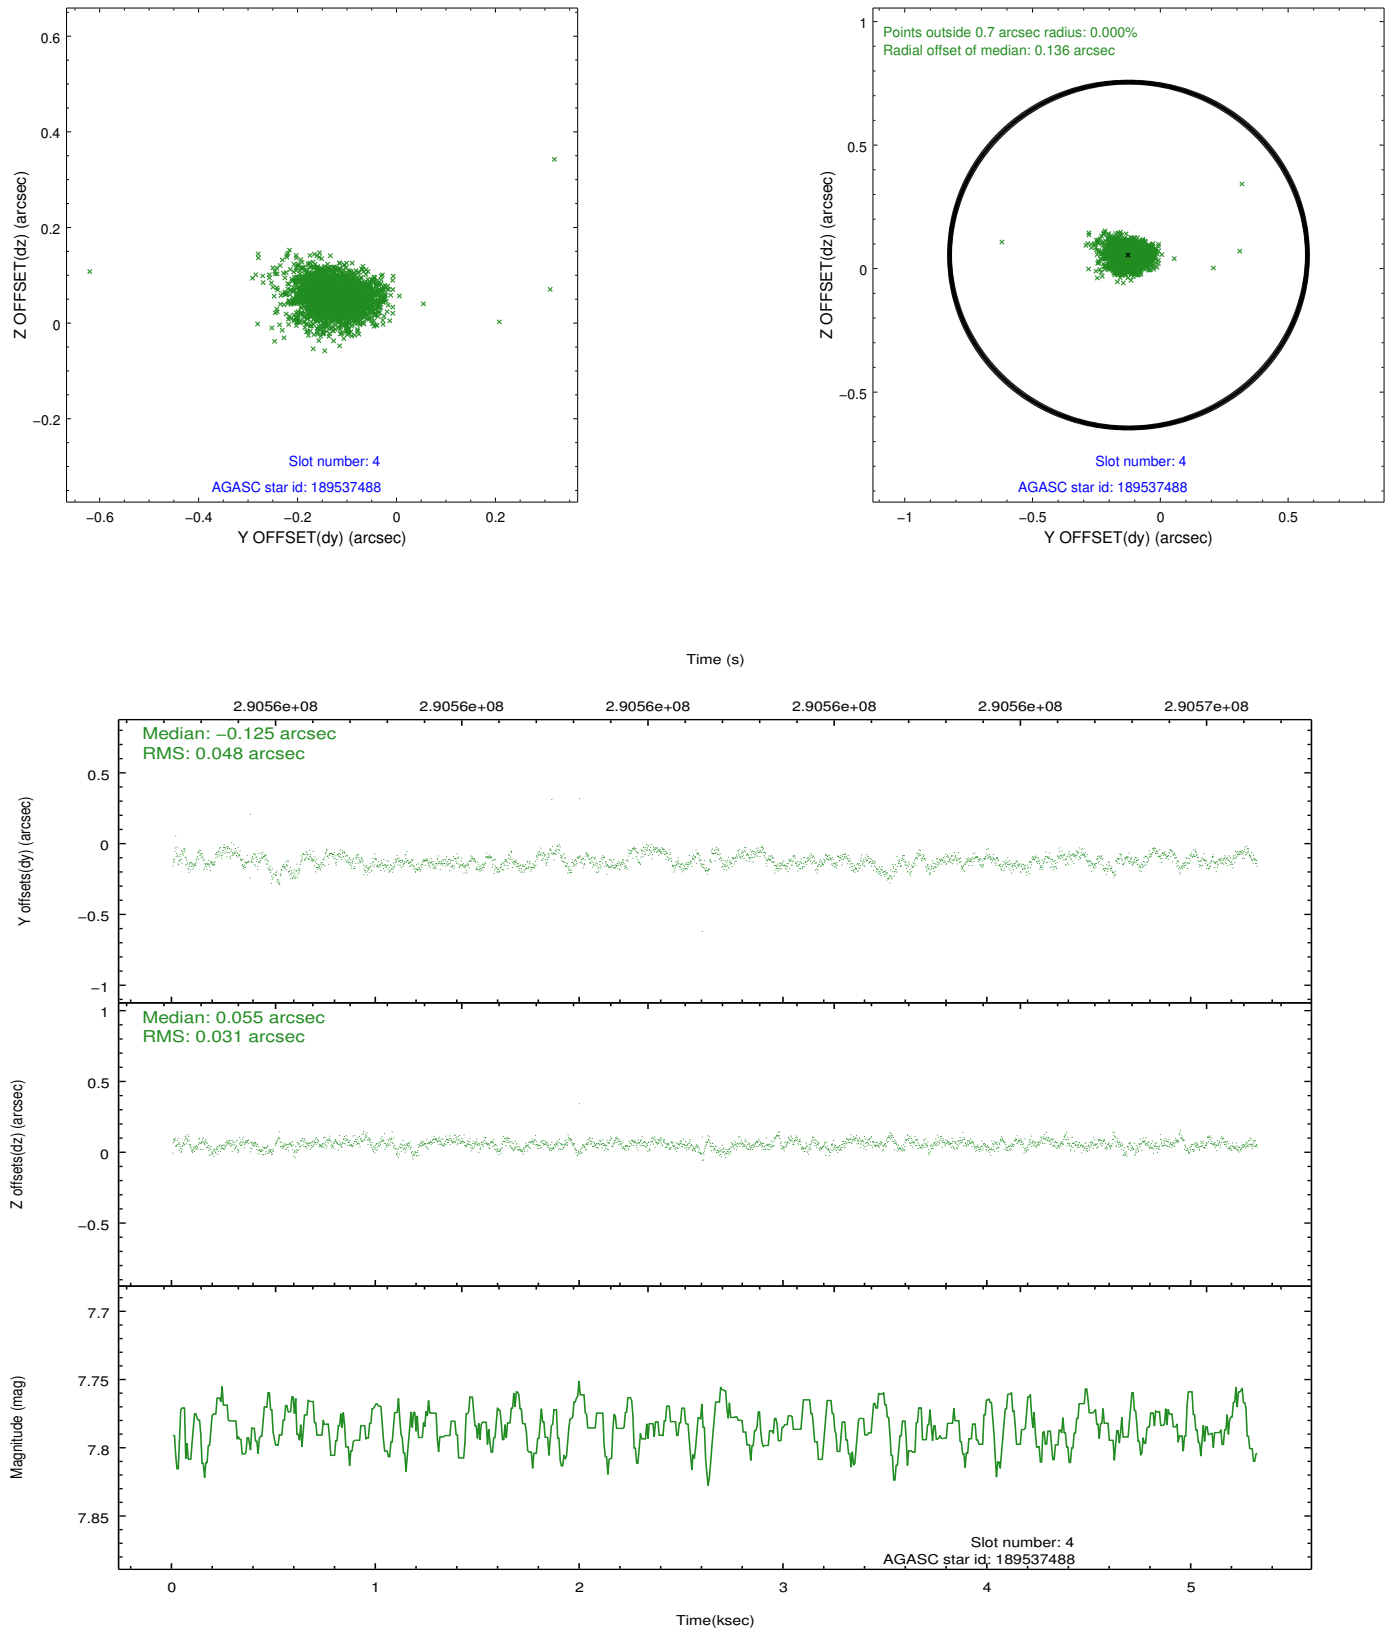 0.6
0.4
0.2
0
−0.2
Z OFFSET(dz) (arcsec)
Slot number: 4
AGASC star id: 189537488
−0.6 −0.4 −0.2 0 0.2
Y OFFSET(dy) (arcsec)
Points outside 0.7 arcsec radius: 0.000%
Radial offset of median: 0.136 arcsec
1
0.5
0
−0.5
Z OFFSET(dz) (arcsec)
Slot number: 4
AGASC star id: 189537488
−1 −0.5 0 0.5
Y OFFSET(dy) (arcsec)
Time (s)
2.9056e+08 2.9056e+08 2.9056e+08 2.9056e+08 2.9056e+08 2.9057e+08
Median: −0.125 arcsec
RMS: 0.048 arcsec
0.5
0
−0.5
−1
Y offsets(dy) (arcsec)
Median: 0.055 arcsec
RMS: 0.031 arcsec
1
0.5
0
−0.5
Z offsets(dz) (arcsec)
7.7
7.75
7.8
7.85
Magnitude (mag)
Slot number: 4
AGASC star id: 189537488
0 1 2 3 4 5
Time(ksec)